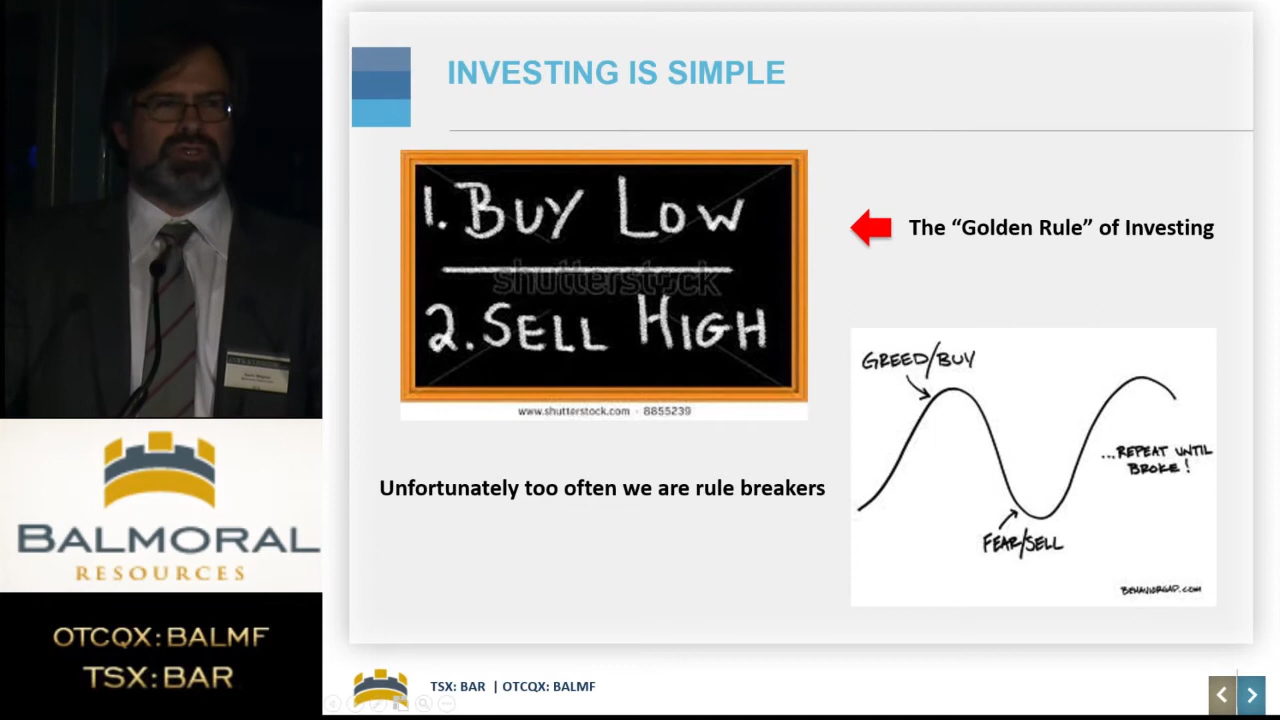 INVESTING IS SIMPLE
1. BUY LOW
shutterstock
2. SELL HIGH
www.shutterstock.com · 8855239
The “Golden Rule” of Investing
Unfortunately too often we are rule breakers
GREED/BUY
...REPEAT UNTIL
BROKE!
FEAR/SELL
BEHAVIORGAP.COM
BALMORAL
RESOURCES
OTCQX:BALMF
TSX:BAR
TSX: BAR | OTCQX: BALMF